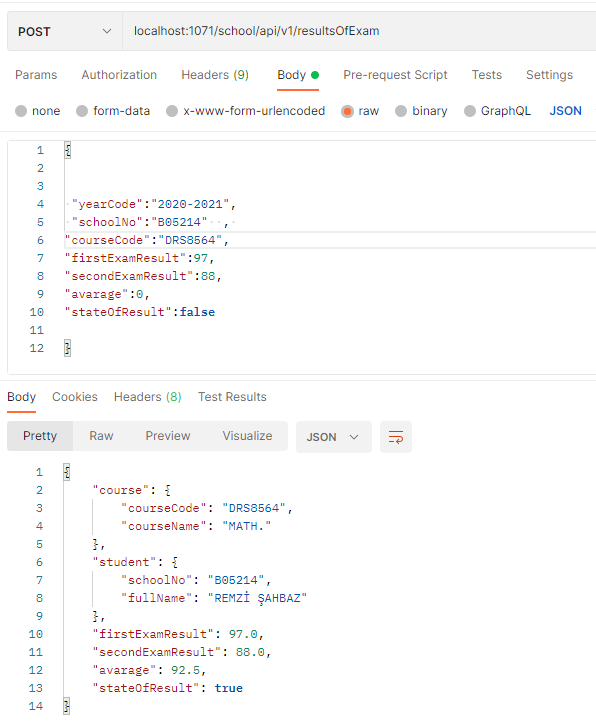 POST localhost:1071/school/api/v1/resultsOfExam
Params Authorization Headers (9) Body Pre-request Script Tests Settings
none form-data x-www-form-urlencoded raw binary GraphQL JSON
1 {
2
3
4 "yearCode":"2020-2021",
5 "schoolNo":"B05214" ,
6 "courseCode":"DRS8564",
7 "firstExamResult":97,
8 "secondExamResult":88,
9 "avarage":0,
10 "stateOfResult":false
11
12 }
Body Cookies Headers (8) Test Results
Pretty Raw Preview Visualize JSON
1 {
2 "course": {
3 "courseCode": "DRS8564",
4 "courseName": "MATH."
5 },
6 "student": {
7 "schoolNo": "B05214",
8 "fullName": "REMZİ ŞAHBAZ"
9 },
10 "firstExamResult": 97.0,
11 "secondExamResult": 88.0,
12 "avarage": 92.5,
13 "stateOfResult": true
14 }